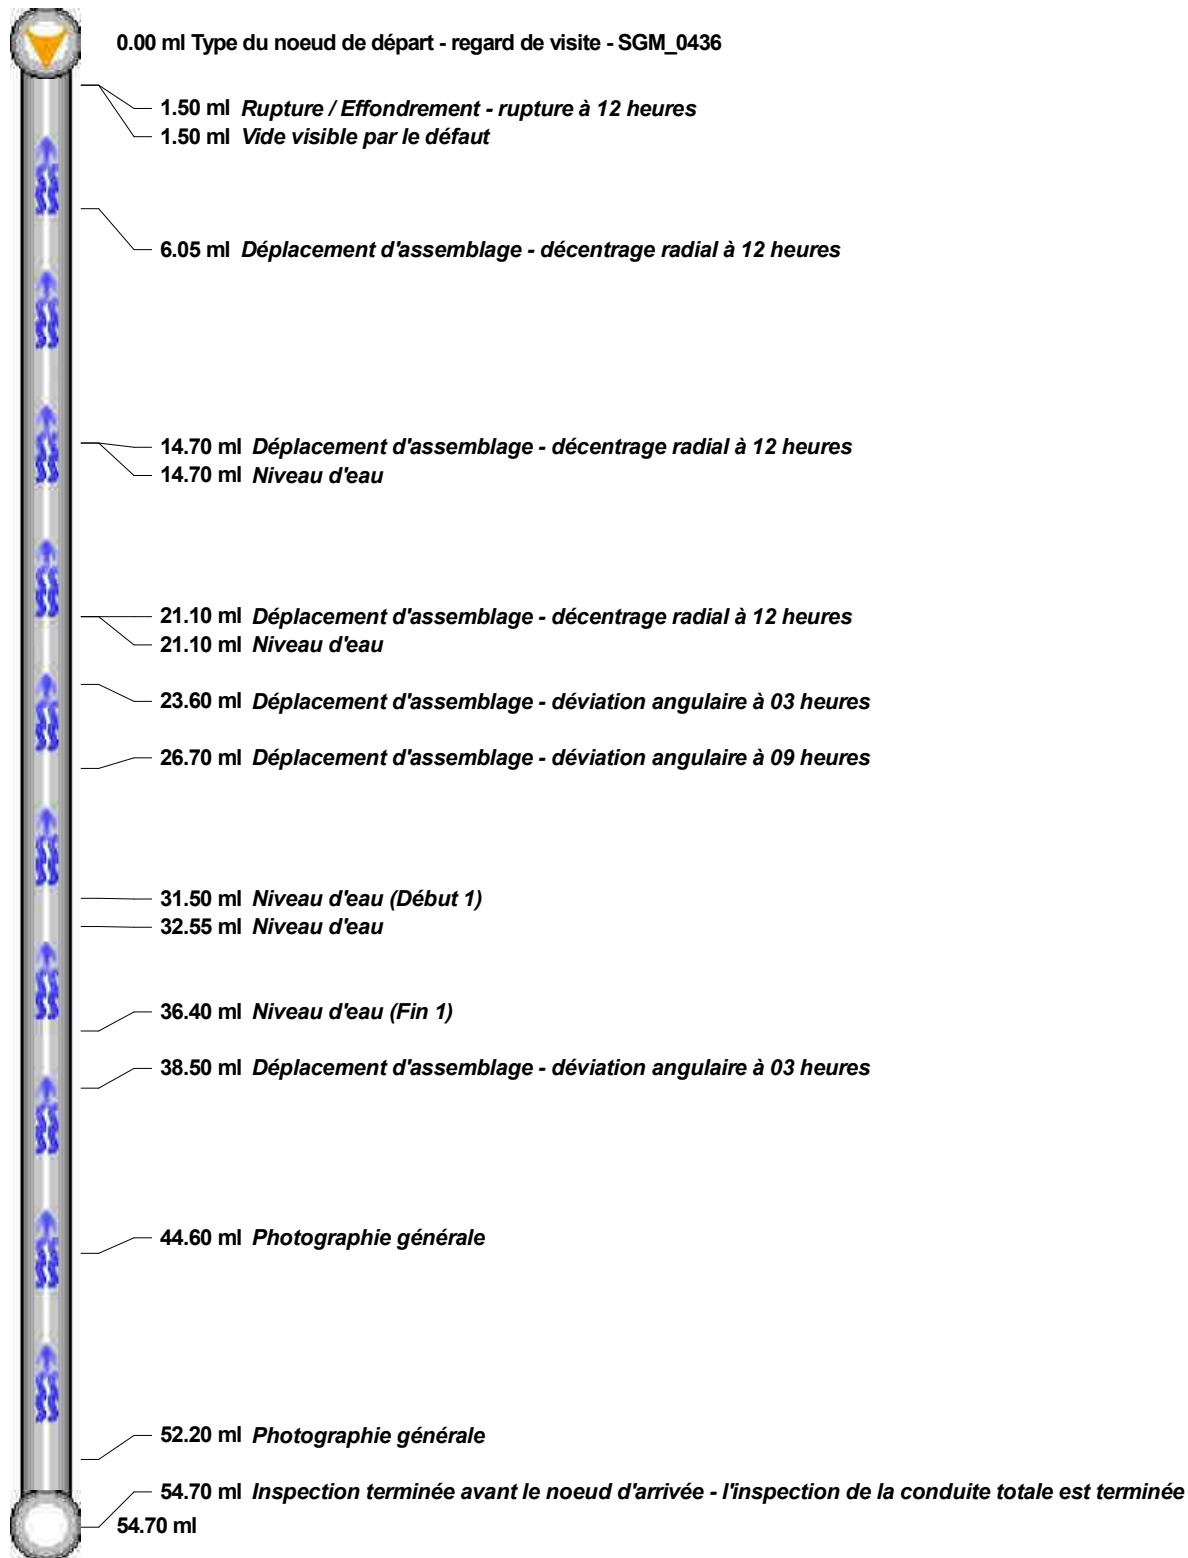 0.00 ml Type du noeud de départ - regard de visite - SGM_0436
1.50 ml Rupture / Effondrement - rupture à 12 heures
1.50 ml Vide visible par le défaut
6.05 ml Déplacement d'assemblage - décentrage radial à 12 heures
14.70 ml Déplacement d'assemblage - décentrage radial à 12 heures
14.70 ml Niveau d'eau
21.10 ml Déplacement d'assemblage - décentrage radial à 12 heures
21.10 ml Niveau d'eau
23.60 ml Déplacement d'assemblage - déviation angulaire à 03 heures
26.70 ml Déplacement d'assemblage - déviation angulaire à 09 heures
31.50 ml Niveau d'eau (Début 1)
32.55 ml Niveau d'eau
36.40 ml Niveau d'eau (Fin 1)
38.50 ml Déplacement d'assemblage - déviation angulaire à 03 heures
44.60 ml Photographie générale
52.20 ml Photographie générale
54.70 ml Inspection terminée avant le noeud d'arrivée - l'inspection de la conduite totale est terminée
54.70 ml